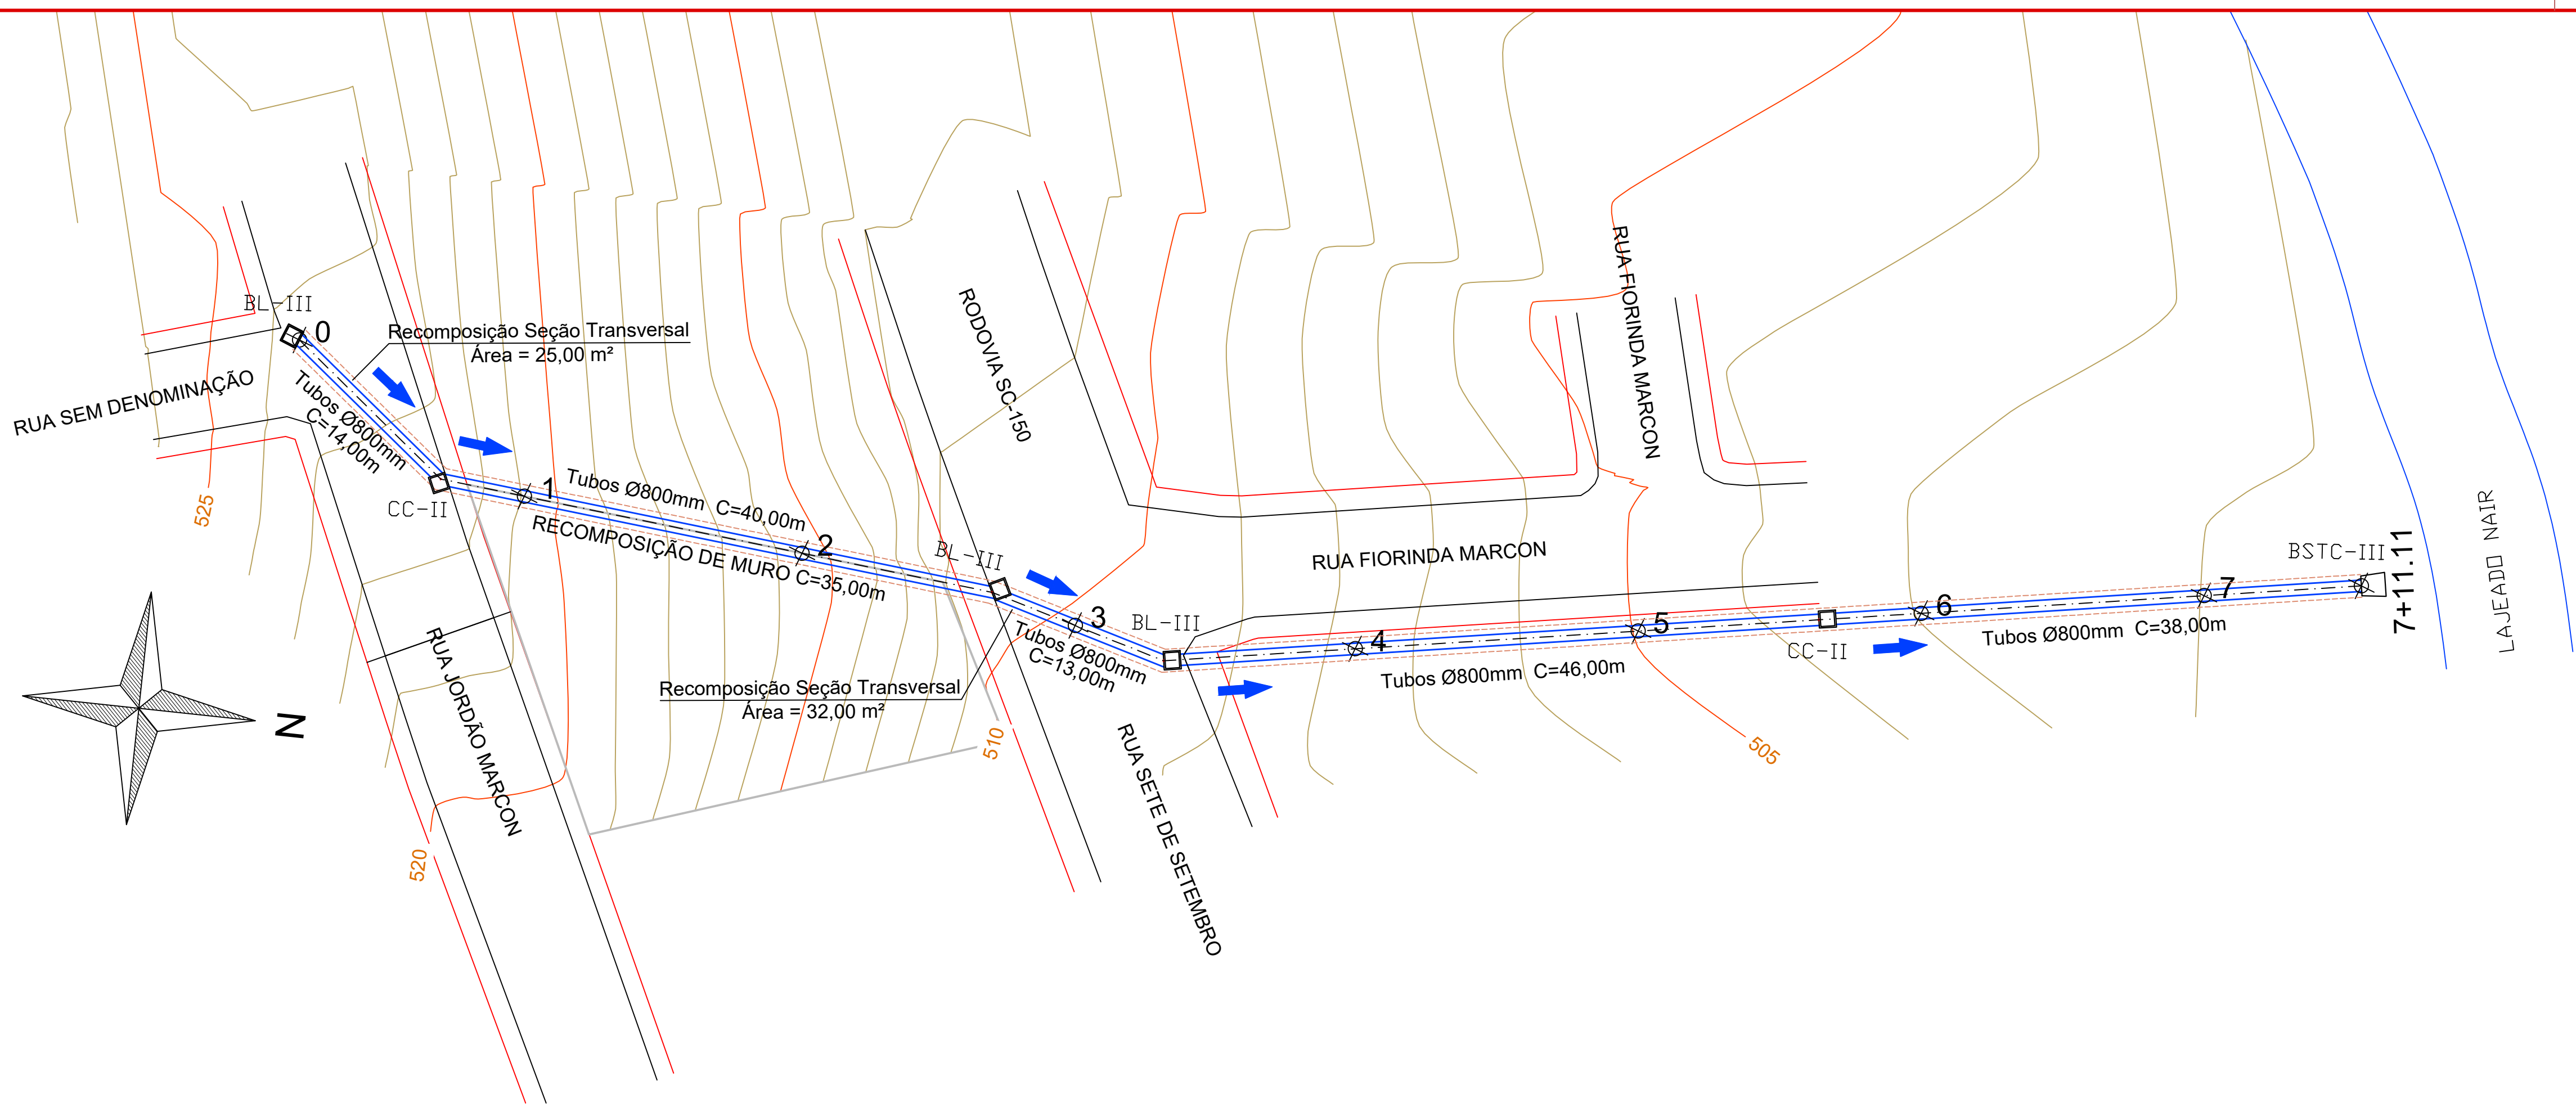 BL-III
0
Recomposição Seção Transversal
Área = 25,00 m²
RUA SEM DENOMINAÇÃO
Tubos Ø800mm
C=14,00m
525
CC-II
1
Tubos Ø800mm C=40,00m
RECOMPOSIÇÃO DE MURO C=35,00m
2
RODOVIA SC-150
BL-III
3
Tubos Ø800mm
C=13,00m
BL-III
Recomposição Seção Transversal
Área = 32,00 m²
510
RUA JORDÃO MARCON
520
N
RUA SETE DE SETEMBRO
RUA FIORINDA MARCON
RUA FIORINDA MARCON
4
Tubos Ø800mm C=46,00m
5
505
CC-II
6
Tubos Ø800mm C=38,00m
7
BSTC-III
7+11.11
LAJEADO NAIR